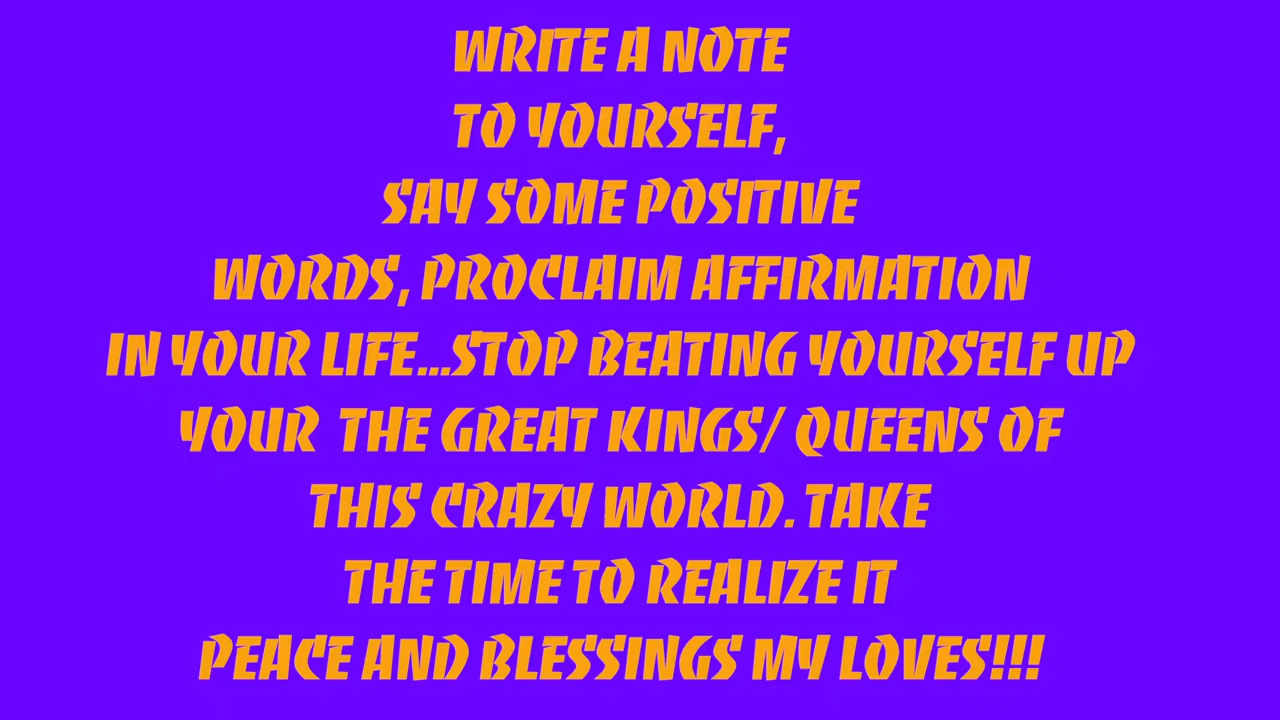 WRITE A NOTE
TO YOURSELF,
SAY SOME POSITIVE
WORDS, PROCLAIM AFFIRMATION
IN YOUR LIFE...STOP BEATING YOURSELF UP
YOUR THE GREAT KINGS/ QUEENS OF
THIS CRAZY WORLD. TAKE
THE TIME TO REALIZE IT
PEACE AND BLESSINGS MY LOVES!!!